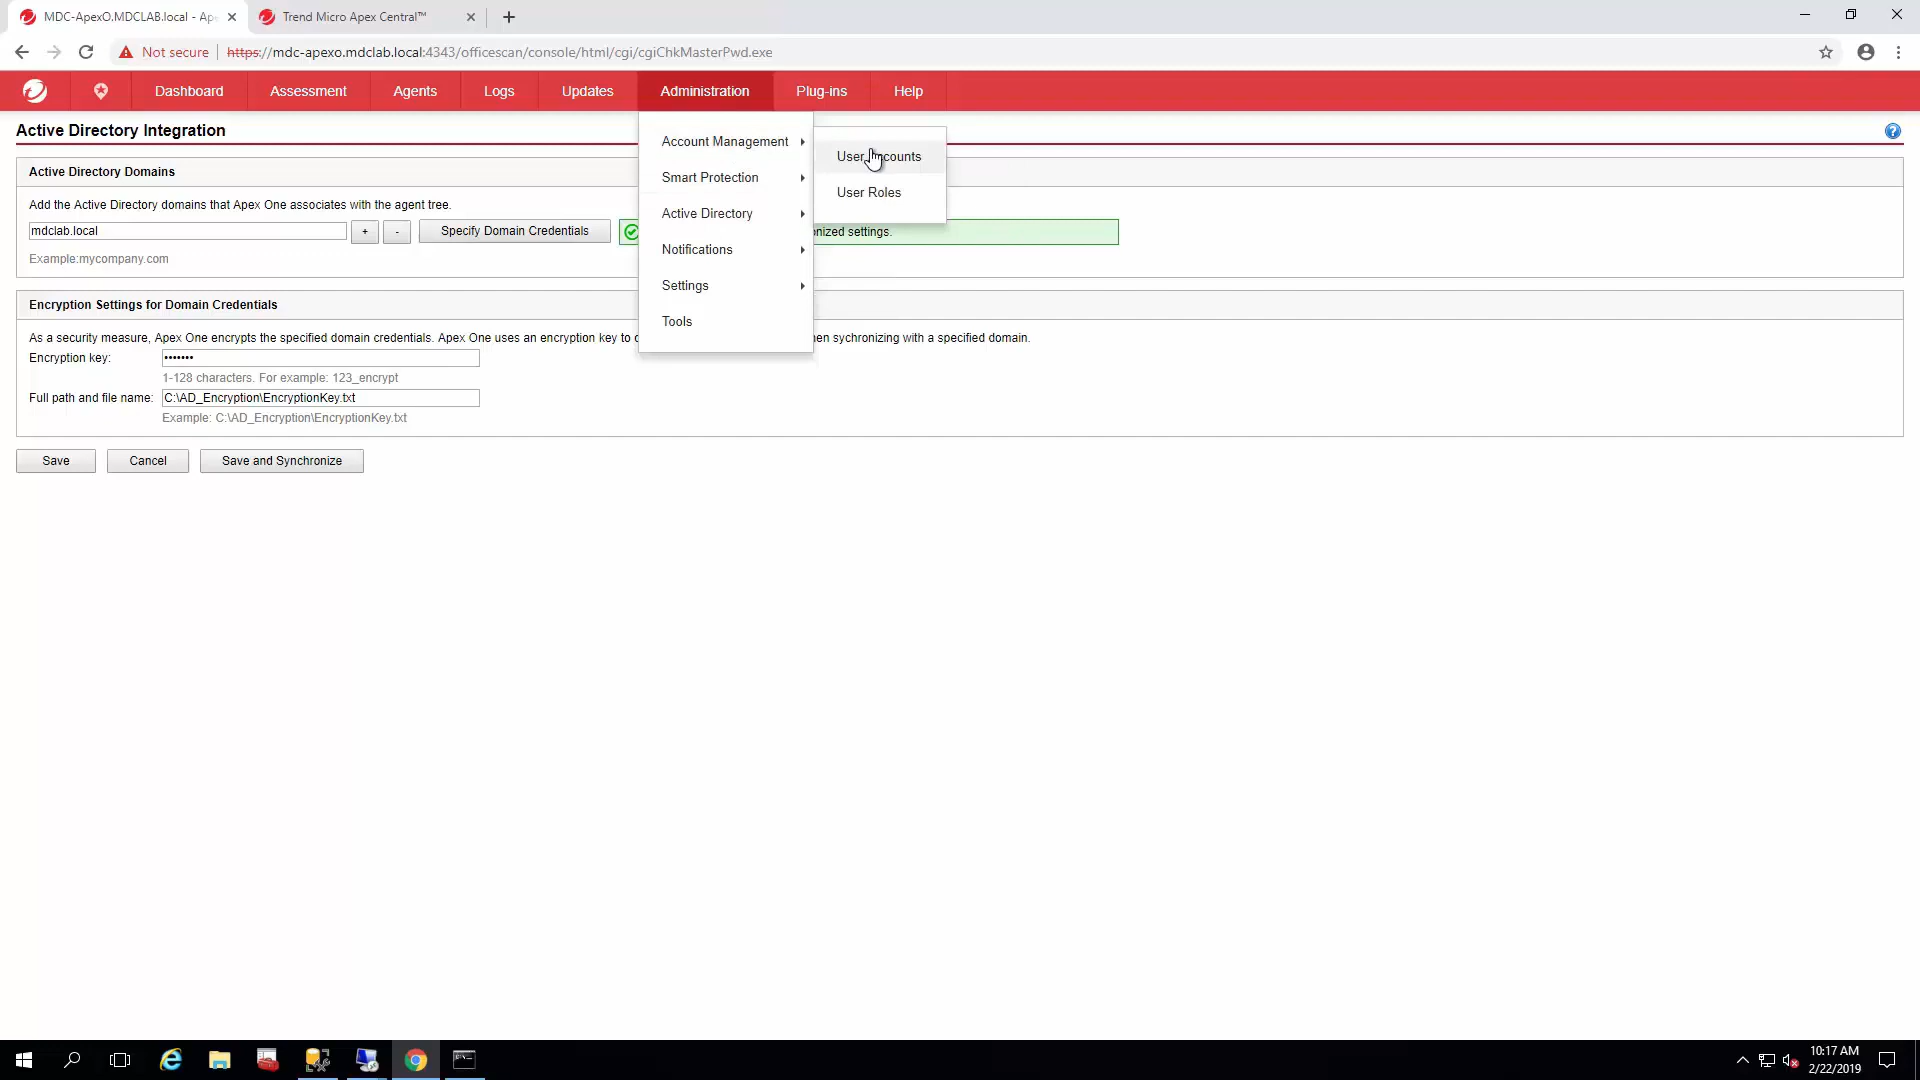 MDC-ApexO.MDCLAB.local - Ape
Trend Micro Apex Central™
Not secure
https://mdc-apexo.mdclab.local:4343/officescan/console/html/cgi/cgiChkMasterPwd.exe
Dashboard
Assessment
Agents
Logs
Updates
Administration
Plug-ins
Help
Active Directory Integration
Account Management
User Accounts
Smart Protection
User Roles
Active Directory
Notifications
Settings
Tools
Active Directory Domains
Add the Active Directory domains that Apex One associates with the agent tree.
mdclab.local
+
-
Specify Domain Credentials
settings.
Example:mycompany.com
Encryption Settings for Domain Credentials
As a security measure, Apex One encrypts the specified domain credentials. Apex One uses an encryption key to
sychronizing with a specified domain.
Encryption key:
•••••••
1-128 characters. For example: 123_encrypt
Full path and file name:
C:\AD_Encryption\EncryptionKey.txt
Example: C:\AD_Encryption\EncryptionKey.txt
Save
Cancel
Save and Synchronize
10:17 AM
2/22/2019